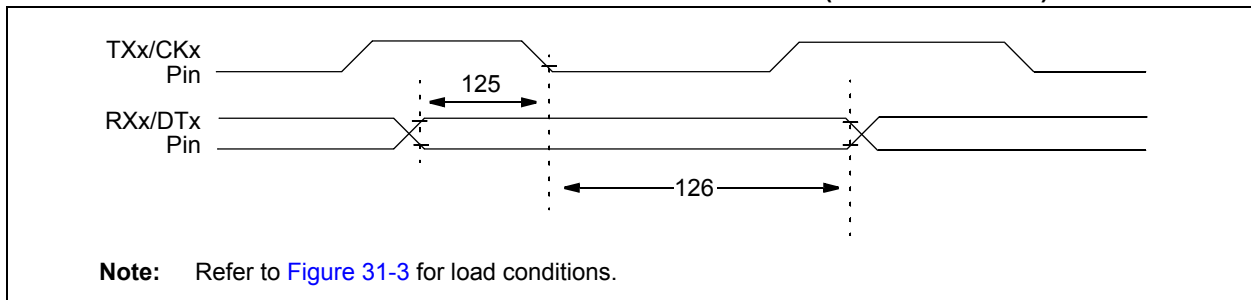 TXx/CKx
Pin
125
RXx/DTx
Pin
126
Note: Refer to Figure 31-3 for load conditions.